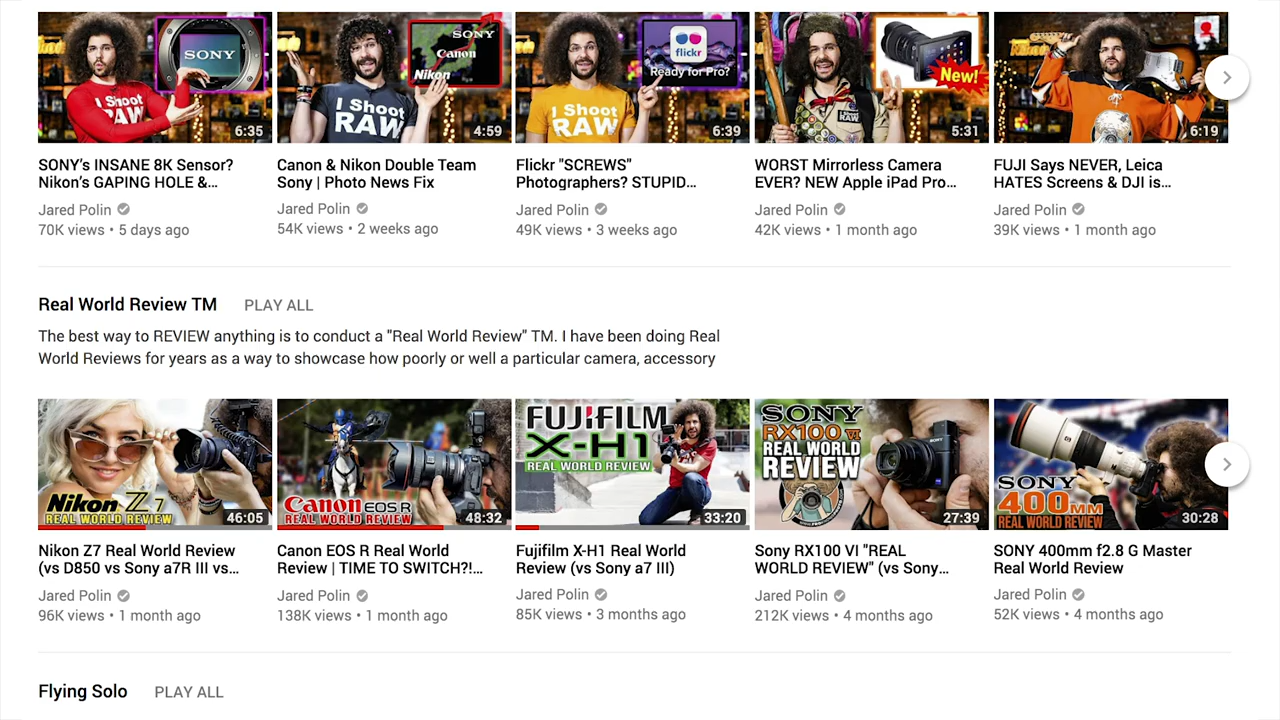 SONY
6:35
SONY
Canon
Nikon
I Shoot
RAW
4:59
flickr
Ready for Pro?
I Shoot
RAW
6:39
New!
I SHOOT
RAW
5:31
6:19
I Shoot
RAW
SONY's INSANE 8K Sensor?
Nikon's GAPING HOLE &...
Jared Polin
70K views • 5 days ago
Canon & Nikon Double Team
Sony | Photo News Fix
Jared Polin
54K views • 2 weeks ago
Flickr "SCREWS"
Photographers? STUPID...
Jared Polin
49K views • 3 weeks ago
WORST Mirrorless Camera
EVER? NEW Apple iPad Pro...
Jared Polin
42K views • 1 month ago
FUJI Says NEVER, Leica
HATES Screens & DJI is...
Jared Polin
39K views • 1 month ago
Real World Review TM
PLAY ALL
The best way to REVIEW anything is to conduct a "Real World Review" TM. I have been doing Real
World Reviews for years as a way to showcase how poorly or well a particular camera, accessory
Nikon Z 7
REAL WORLD REVIEW
46:05
Canon EOS R
REAL WORLD REVIEW
48:32
FUJIFILM
X-H1
REAL WORLD REVIEW
33:20
SONY
RX100 VI
REAL WORLD
REVIEW
SONY
27:39
SONY
400MM
REAL WORLD REVIEW
30:28
Nikon Z7 Real World Review
(vs D850 vs Sony a7R III vs...
Jared Polin
96K views • 1 month ago
Canon EOS R Real World
Review | TIME TO SWITCH?!...
Jared Polin
138K views • 1 month ago
Fujifilm X-H1 Real World
Review (vs Sony a7 III)
Jared Polin
85K views • 3 months ago
Sony RX100 VI "REAL
WORLD REVIEW" (vs Sony...
Jared Polin
212K views • 4 months ago
SONY 400mm f2.8 G Master
Real World Review
Jared Polin
52K views • 4 months ago
Flying Solo
PLAY ALL